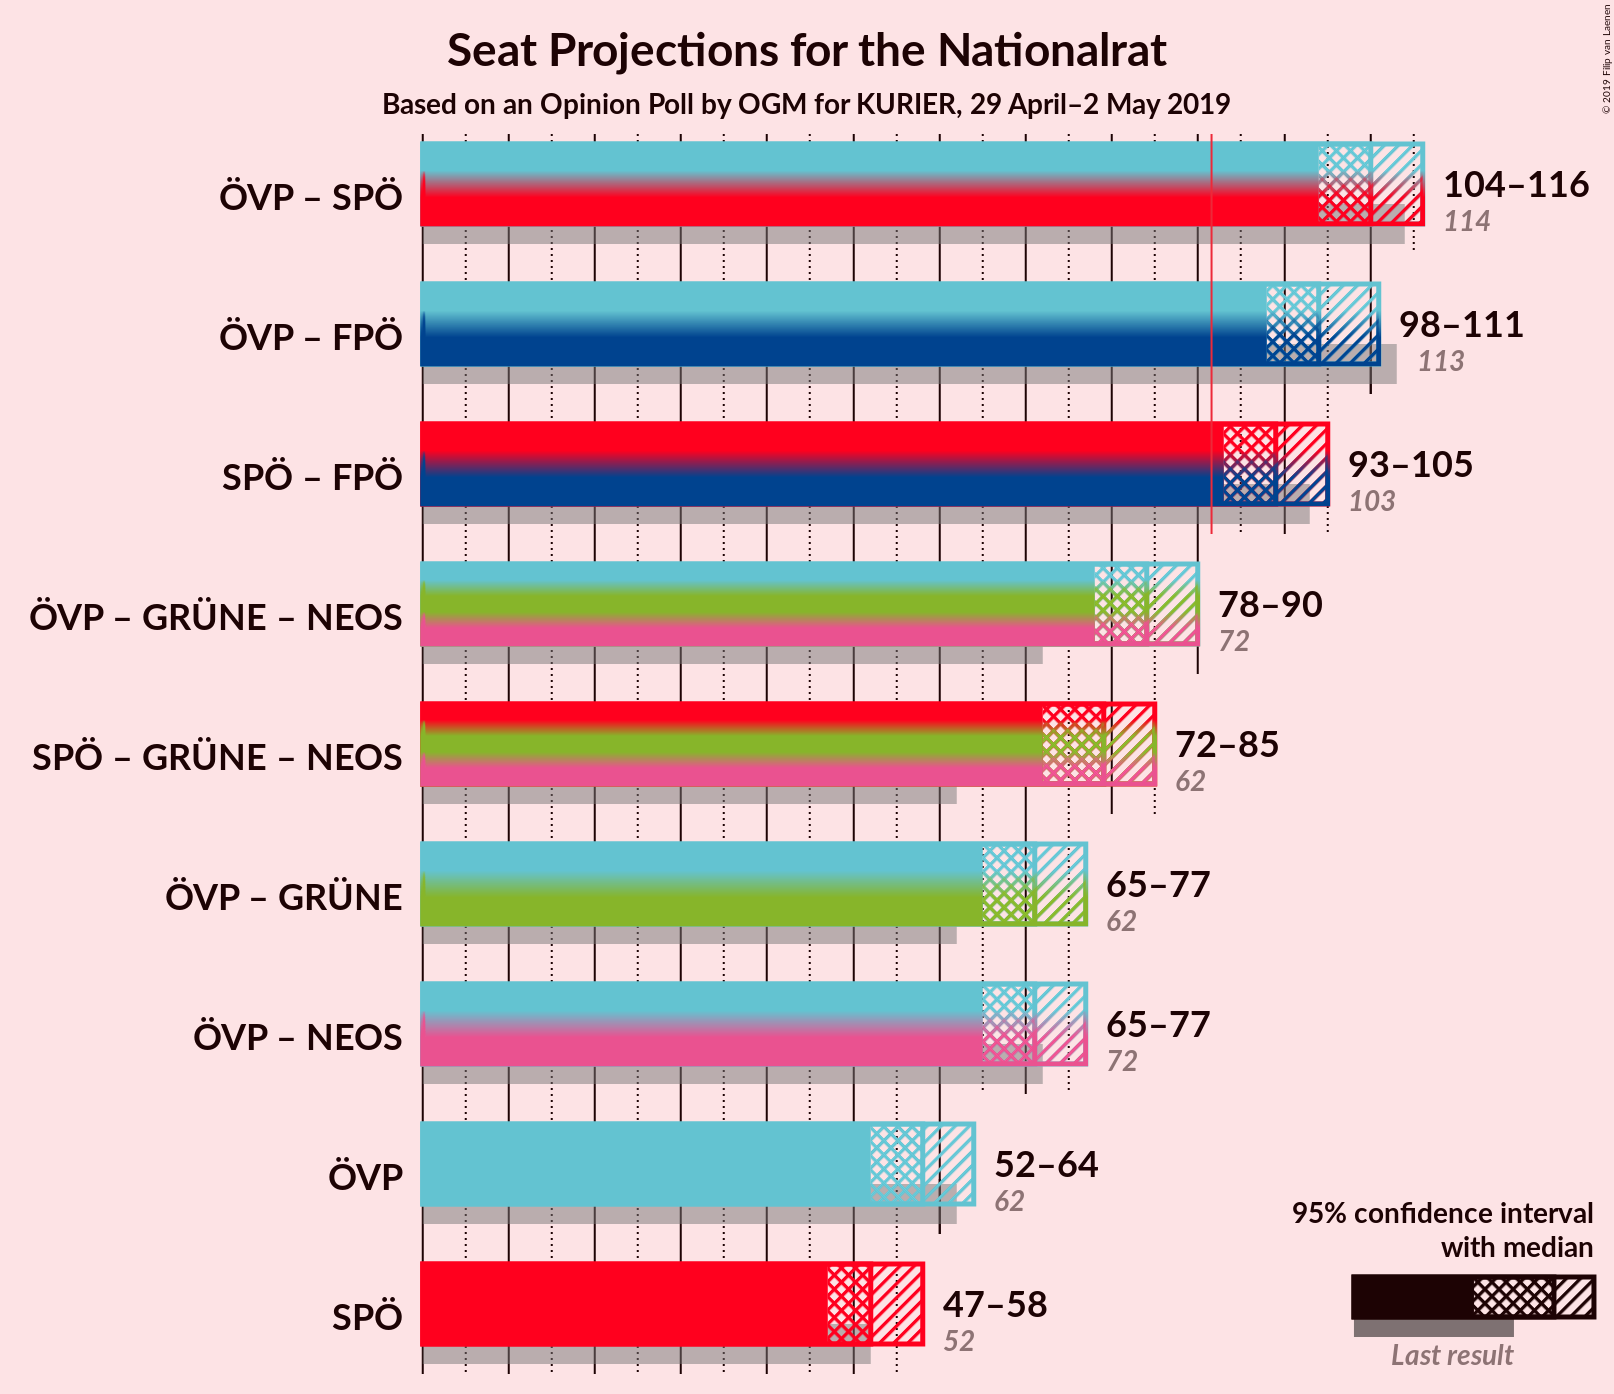 Seat Projections for the Nationalrat
Based on an Opinion Poll by OGM for KURIER, 29 April–2 May 2019
© 2019 Filip van Laenen
ÖVP – SPÖ
104–116
114
ÖVP – FPÖ
98–111
113
SPÖ – FPÖ
93–105
103
ÖVP – GRÜNE – NEOS
78–90
72
SPÖ – GRÜNE – NEOS
72–85
62
ÖVP – GRÜNE
65–77
62
ÖVP – NEOS
65–77
72
ÖVP
52–64
62
SPÖ
47–58
52
95% confidence interval
with median
Last result